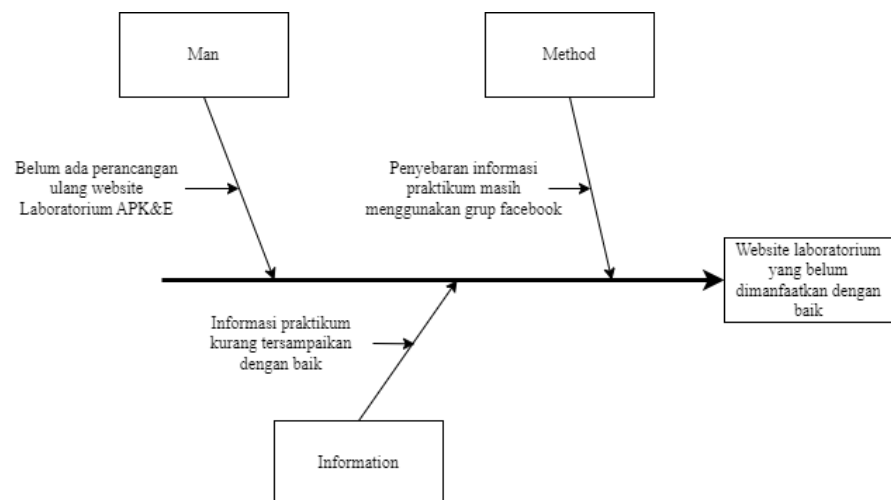 Man
Method
Belum ada perancangan
ulang website
Laboratorium APK&E
Penyebaran informasi
praktikum masih
menggunakan grup facebook
Website laboratorium
yang belum
dimanfaatkan dengan
baik
Informasi praktikum
kurang tersampaikan
dengan baik
Information